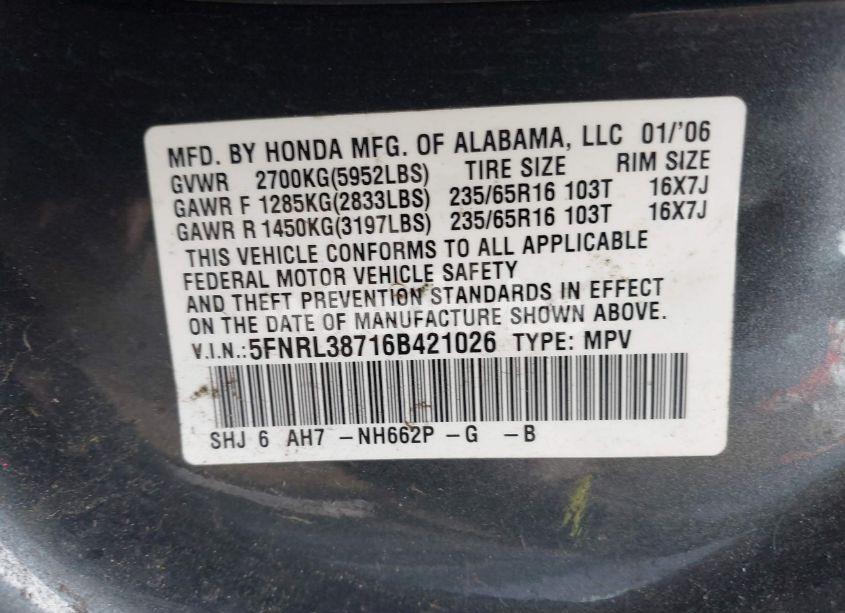 MFD. BY HONDA MFG. OF ALABAMA, LLC 01/'06
GVWR 2700KG(5952LBS) TIRE SIZE RIM SIZE
GAWR F 1285KG(2833LBS) 235/65R16 103T 16X7J
GAWR R 1450KG(3197LBS) 235/65R16 103T 16X7J
THIS VEHICLE CONFORMS TO ALL APPLICABLE
FEDERAL MOTOR VEHICLE SAFETY
AND THEFT PREVENTION STANDARDS IN EFFECT
ON THE DATE OF MANUFACTURE SHOWN ABOVE.
V.I.N.: 5FNRL38716B421026 TYPE: MPV
SHJ 6 AH7 -NH662P -G -B